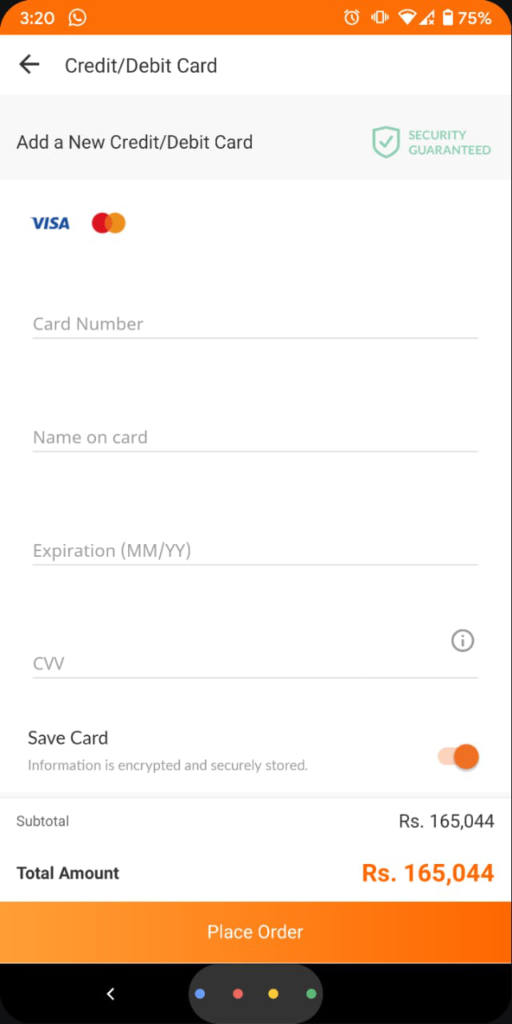 3:20
75%
Credit/Debit Card
Add a New Credit/Debit Card
SECURITY
GUARANTEED
VISA
Card Number
Name on card
Expiration (MM/YY)
CVV
Save Card
Information is encrypted and securely stored.
Subtotal
Rs. 165,044
Total Amount
Rs. 165,044
Place Order